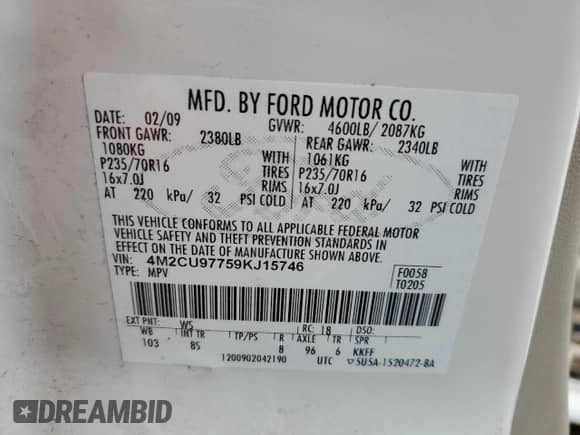 MFD. BY FORD MOTOR CO.
DATE: 02/09 GVWR: 4600LB/ 2087KG
FRONT GAWR: 2380LB REAR GAWR: 2340LB
1080KG WITH 1061KG WITH
P235/70R16 TIRES P235/70R16 TIRES
16x7.0J RIMS 16x7.0J RIMS
AT 220 kPa/ 32 PSI COLD AT 220 kPa/ 32 PSI COLD
THIS VEHICLE CONFORMS TO ALL APPLICABLE FEDERAL MOTOR
VEHICLE SAFETY AND THEFT PREVENTION STANDARDS IN
EFFECT ON THE DATE OF MANUFACTURE SHOWN ABOVE.
VIN: 4M2CU97759KJ15746 F0058
TYPE: MPV T0205
EXT PNT: WS RC: 18 DSO:
WB INT TR TP/PS R AXLE TR SPR
103 85 8 96 6 KKFF
1200902042190 UTC 5U5A-1520472-BA
DREAMBID